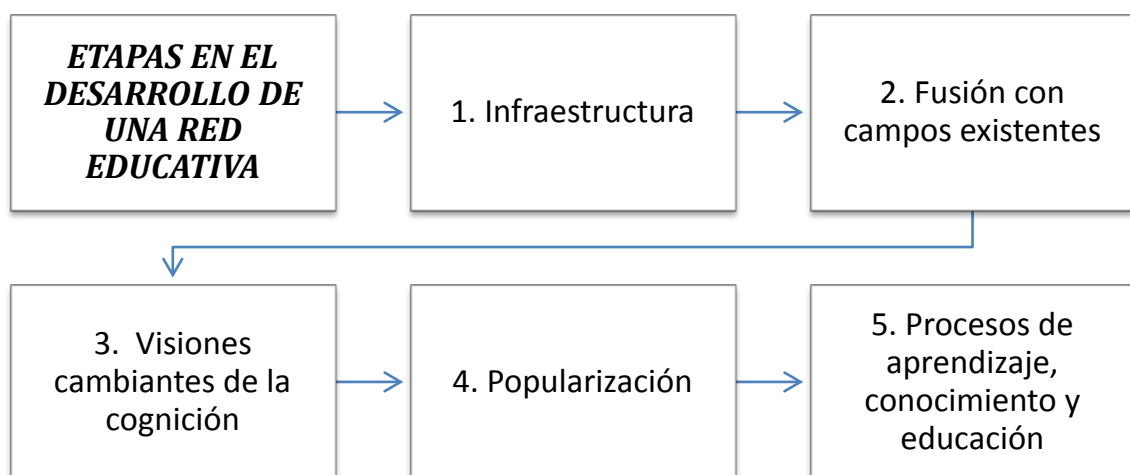 ETAPAS EN EL
DESARROLLO DE
UNA RED
EDUCATIVA
1. Infraestructura
2. Fusión con
campos existentes
3.  Visiones
cambiantes de la
cognición
4. Popularización
5. Procesos de
aprendizaje,
conocimiento y
educación